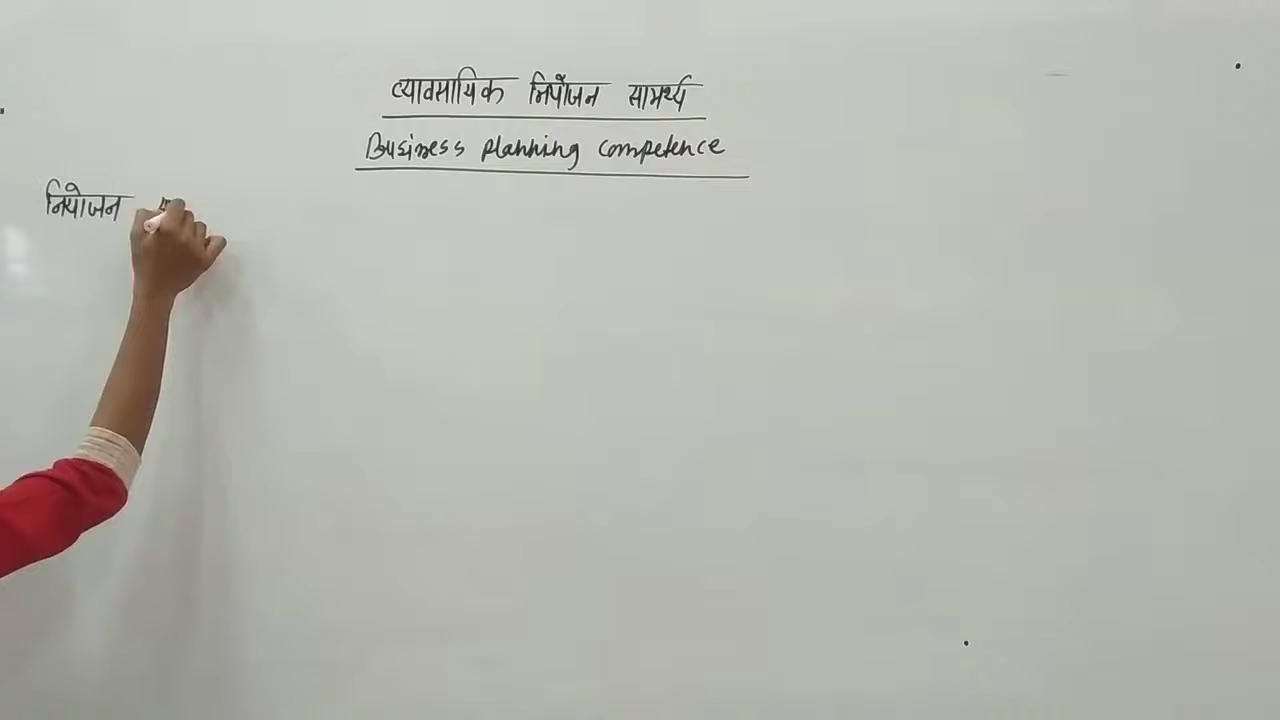 व्यावसायिक नियोजन सामर्थ्य
Business planning competence
नियोजन